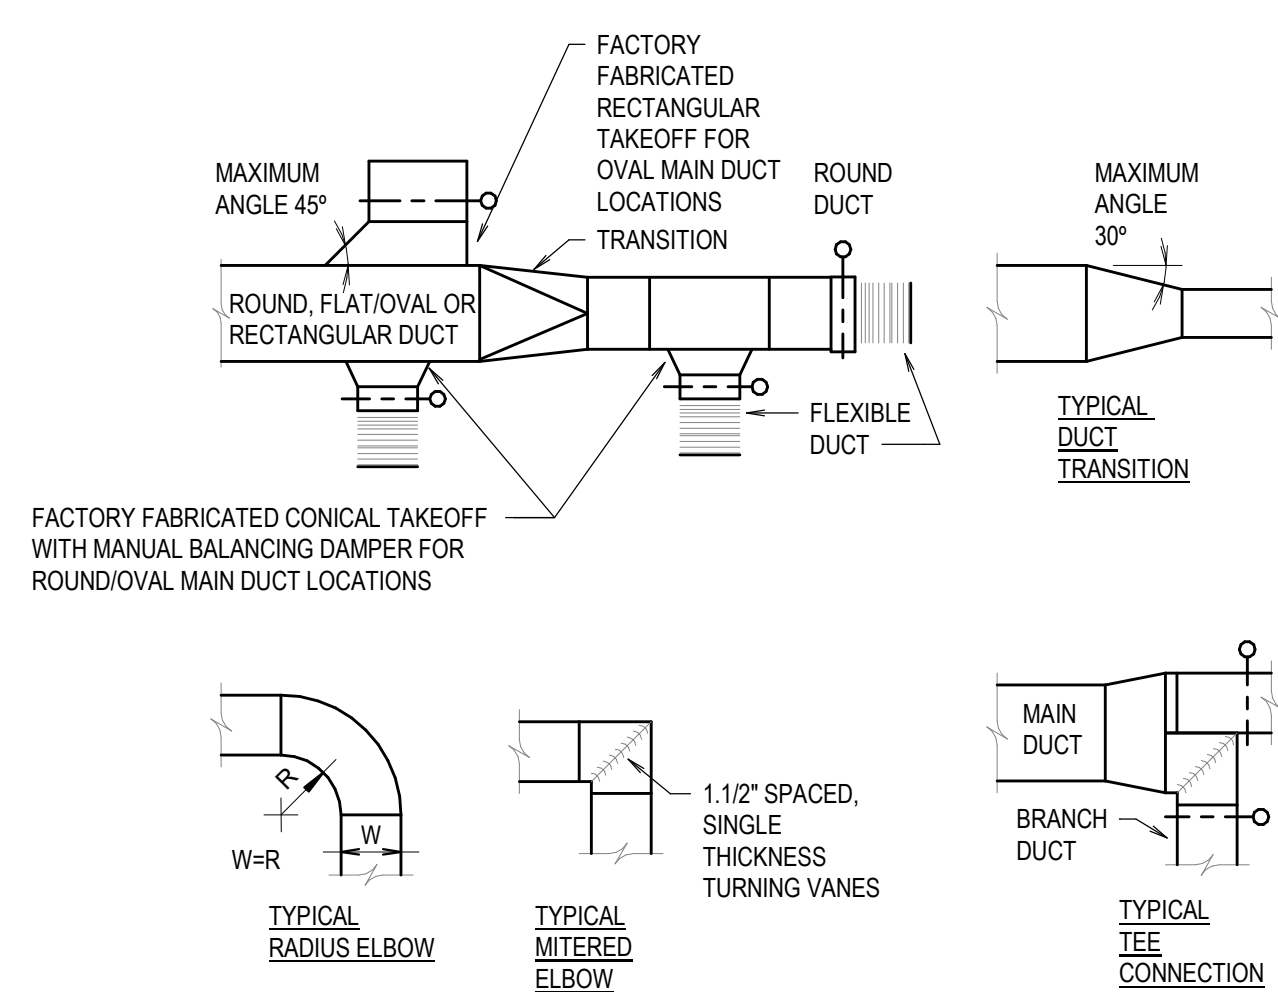 FACTORY
FABRICATED
RECTANGULAR
TAKEOFF FOR
OVAL MAIN DUCT
LOCATIONS
TRANSITION
MAXIMUM
ANGLE 45º
ROUND
DUCT
MAXIMUM
ANGLE
30º
ROUND, FLAT/OVAL OR
RECTANGULAR DUCT
FLEXIBLE
DUCT
TYPICAL
DUCT
TRANSITION
FACTORY FABRICATED CONICAL TAKEOFF
WITH MANUAL BALANCING DAMPER FOR
ROUND/OVAL MAIN DUCT LOCATIONS
R
W
W=R
TYPICAL
RADIUS ELBOW
1.1/2" SPACED,
SINGLE
THICKNESS
TURNING VANES
TYPICAL
MITERED
ELBOW
MAIN
DUCT
BRANCH
DUCT
TYPICAL
TEE
CONNECTION